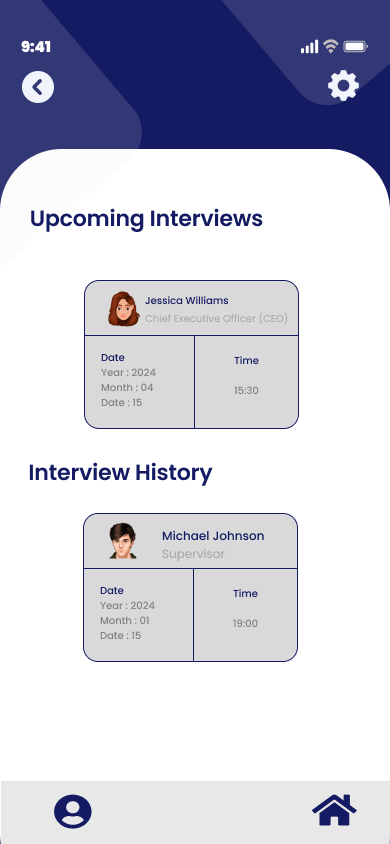 9:41
Upcoming Interviews
Jessica Williams
Chief Executive Officer (CEO)
Date
Year : 2024
Month : 04
Date : 15
Time
15:30
Interview History
Michael Johnson
Supervisor
Date
Year : 2024
Month : 01
Date : 15
Time
19:00